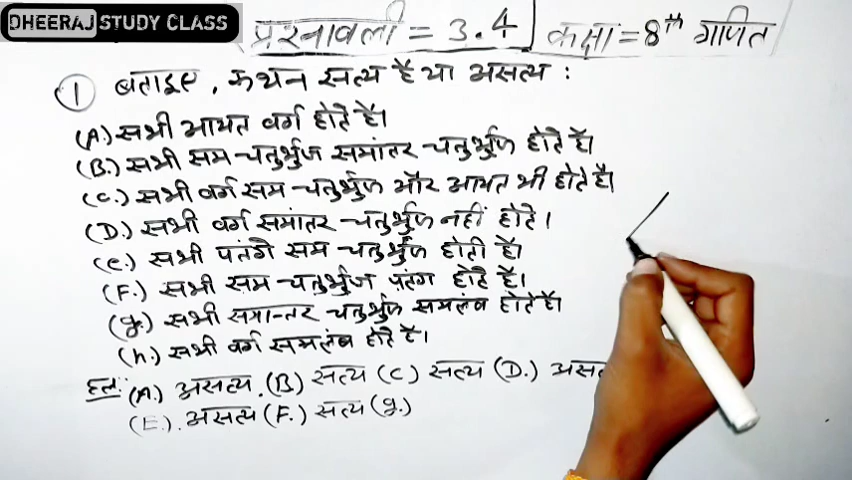 DHEERAJ STUDY CLASS
प्रश्नावली = 3.4 कक्षा = 8th गणित
① बताइए, कथन सत्य है या असत्य :
(A.) सभी आयत वर्ग होते हैं।
(B.) सभी सम-चतुर्भुज समांतर चतुर्भुज होते हैं।
(C.) सभी वर्ग सम चतुर्भुज और आयत भी होते हैं।
(D.) सभी वर्ग समांतर चतुर्भुज नहीं होते।
(e.) सभी पतंगे सम चतुर्भुज होती है।
(F.) सभी सम-चतुर्भुज पतंग होते है।
(g.) सभी समान्तर चतुर्भुज समलंब होते है।
(h.) सभी वर्ग समलंब होते है।
हल: (A.) असत्य. (B) सत्य (C) सत्य (D.) असत
(E.). असत्य (F.) सत्य (g.)